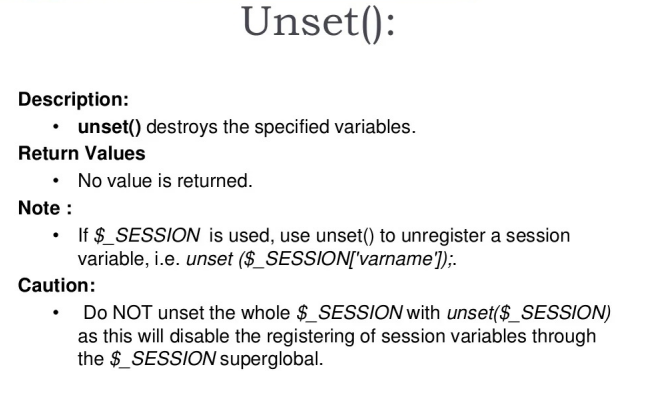 Unset():
Description:
• unset() destroys the specified variables.
Return Values
• No value is returned.
Note :
• If $_SESSION is used, use unset() to unregister a session
variable, i.e. unset ($_SESSION['varname']);.
Caution:
• Do NOT unset the whole $_SESSION with unset($_SESSION)
as this will disable the registering of session variables through
the $_SESSION superglobal.